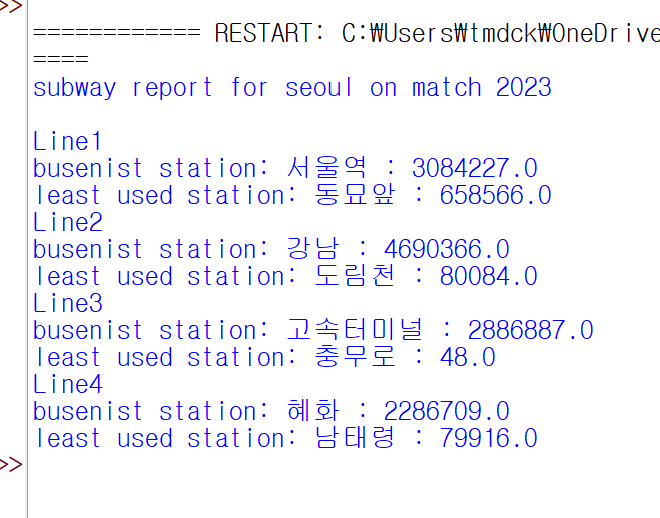 >>
============ RESTART: C:₩Users₩tmdck₩OneDrive
====
subway report for seoul on match 2023
Line1
busenist station: 서울역 : 3084227.0
least used station: 동묘앞 : 658566.0
Line2
busenist station: 강남 : 4690366.0
least used station: 도림천 : 80084.0
Line3
busenist station: 고속터미널 : 2886887.0
least used station: 충무로 : 48.0
Line4
busenist station: 혜화 : 2286709.0
least used station: 남태령 : 79916.0
>>